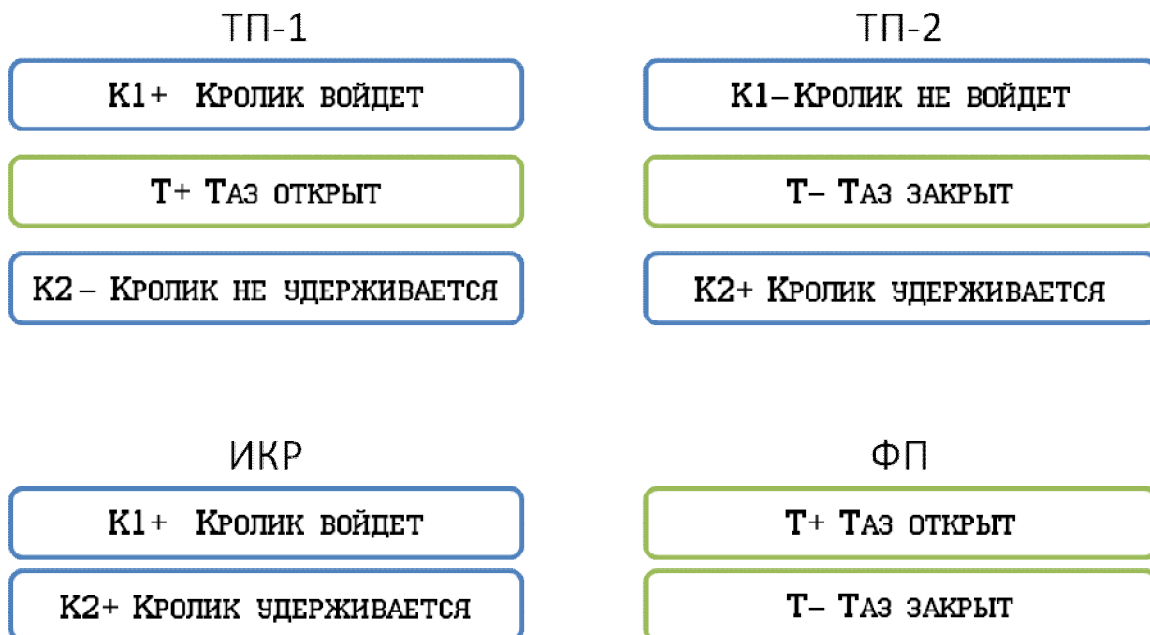 ТП-1
К1+ Кролик войдет
Т+ Таз открыт
К2– Кролик не удерживается
ТП-2
К1–Кролик не войдет
Т– Таз закрыт
К2+ Кролик удерживается
ИКР
К1+ Кролик войдет
К2+ Кролик удерживается
ФП
Т+ Таз открыт
Т– Таз закрыт